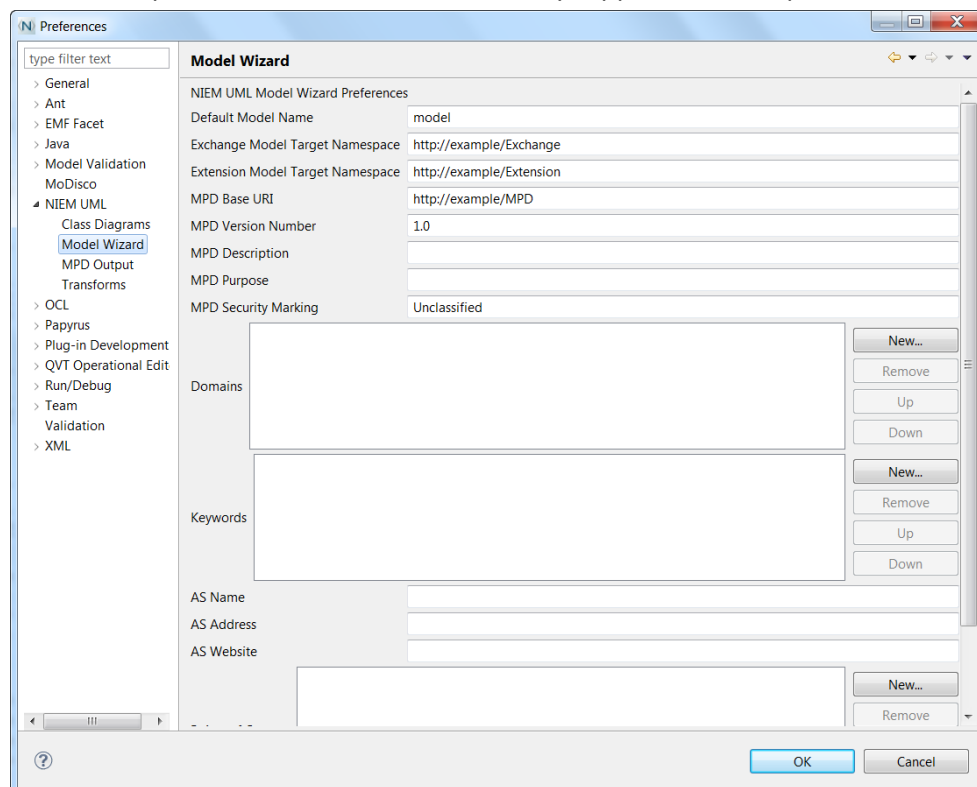 Preferences
type filter text
General
Ant
EMF Facet
Java
Model Validation
MoDisco
NIEM UML
Class Diagrams
Model Wizard
MPD Output
Transforms
OCL
Papyrus
Plug-in Development
QVT Operational Edit
Run/Debug
Team
Validation
XML
Model Wizard
NIEM UML Model Wizard Preferences
Default Model Name model
Exchange Model Target Namespace http://example/Exchange
Extension Model Target Namespace http://example/Extension
MPD Base URI http://example/MPD
MPD Version Number 1.0
MPD Description
MPD Purpose
MPD Security Marking Unclassified
Domains
New...
Remove
Up
Down
Keywords
New...
Remove
Up
Down
AS Name
AS Address
AS Website
New...
Remove
OK Cancel